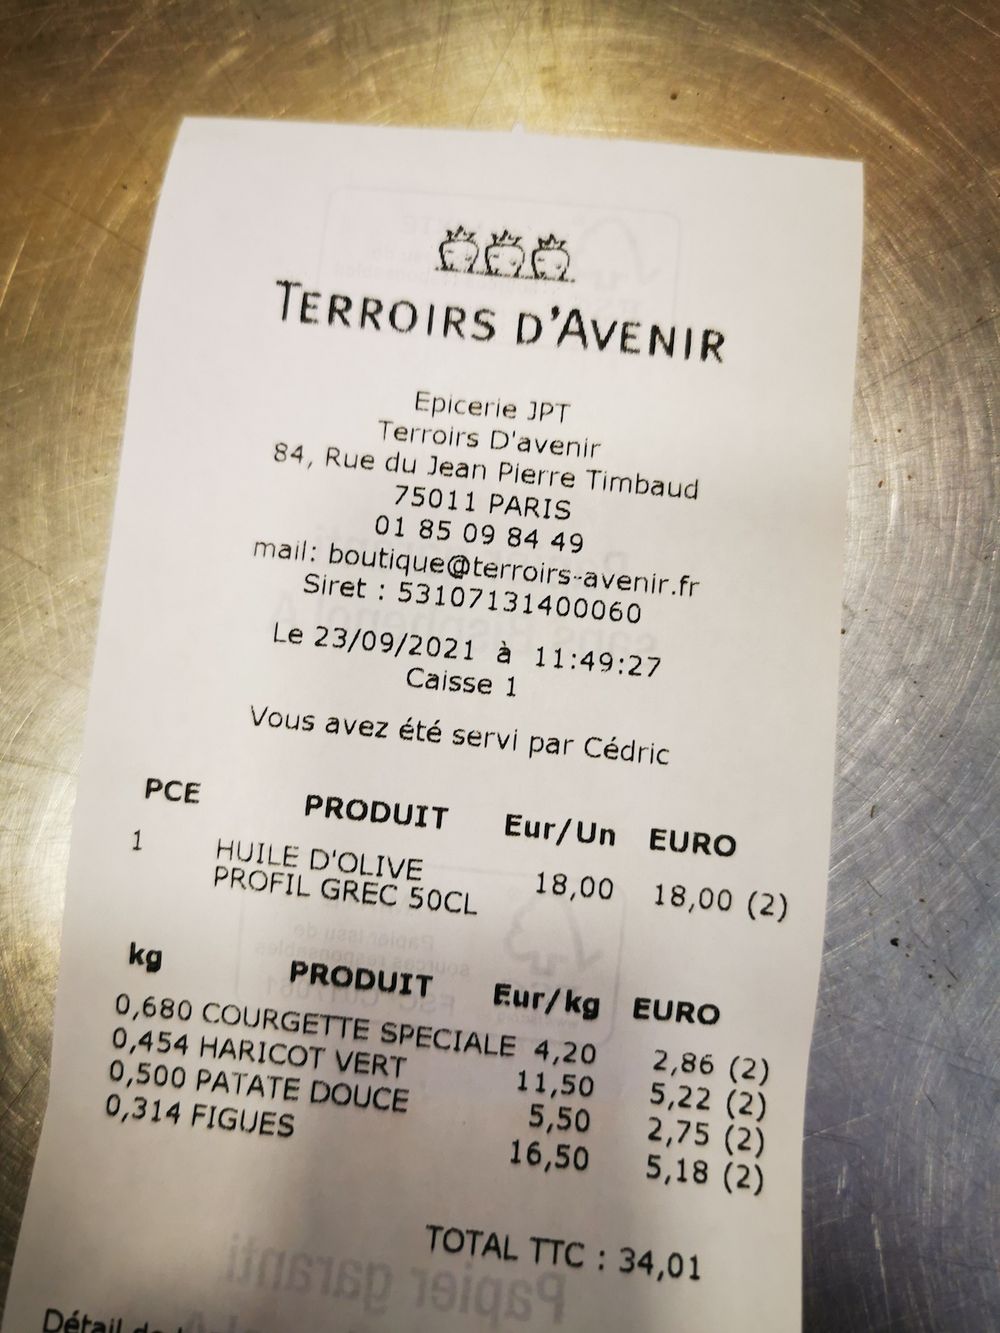 TERROIRS D'AVENIR
Epicerie JPT
Terroirs D'avenir
84, Rue du Jean Pierre Timbaud
75011 PARIS
01 85 09 84 49
mail: boutique@terroirs-avenir.fr
Siret : 53107131400060
Le 23/09/2021 à 11:49:27
Caisse 1
Vous avez été servi par Cédric
PCE PRODUIT Eur/Un EURO
1 HUILE D'OLIVE 18,00 18,00 (2)
PROFIL GREC 50CL
kg PRODUIT Eur/kg EURO
0,680 COURGETTE SPECIALE 4,20 2,86 (2)
0,454 HARICOT VERT 11,50 5,22 (2)
0,500 PATATE DOUCE 5,50 2,75 (2)
0,314 FIGUES 16,50 5,18 (2)
TOTAL TTC : 34,01
Papier garanti
Détail